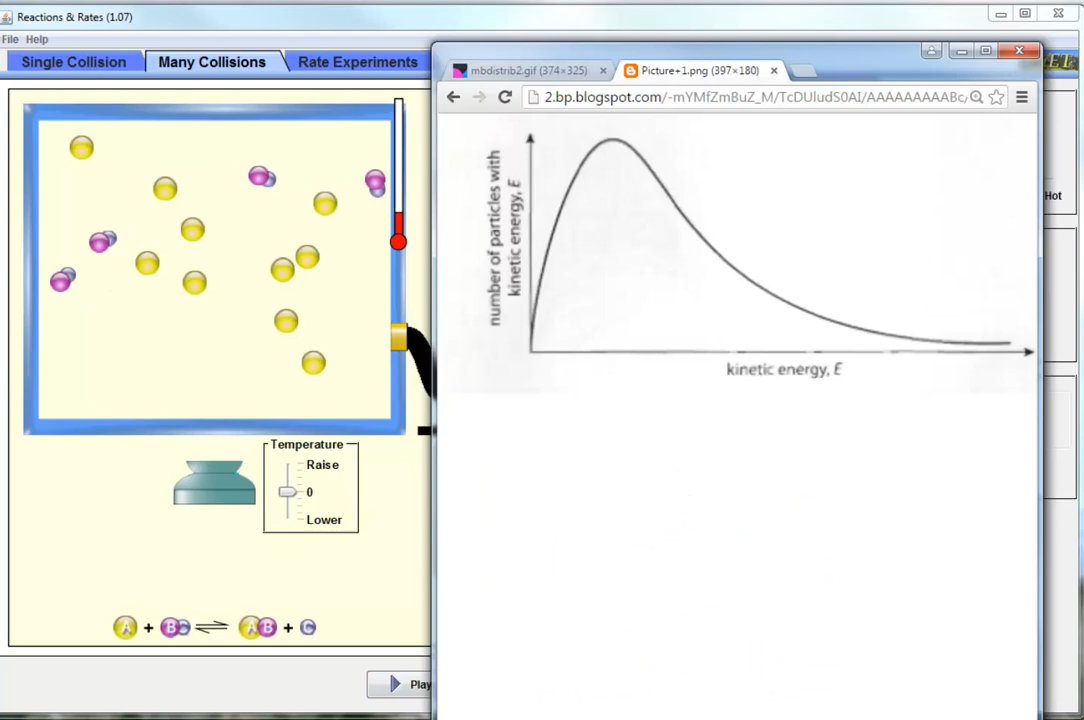 Reactions & Rates (1.07)
File Help
Single Collision
Many Collisions
Rate Experiments
mbdistrib2.gif (374×325)
Picture+1.png (397×180)
2.bp.blogspot.com/-mYMfZmBuZ_M/TcDUludS0AI/AAAAAAAAABc/
number of particles with
kinetic energy, E
kinetic energy, E
Hot
Temperature
Raise
0
Lower
A + BC ⇌ AB + C
Play